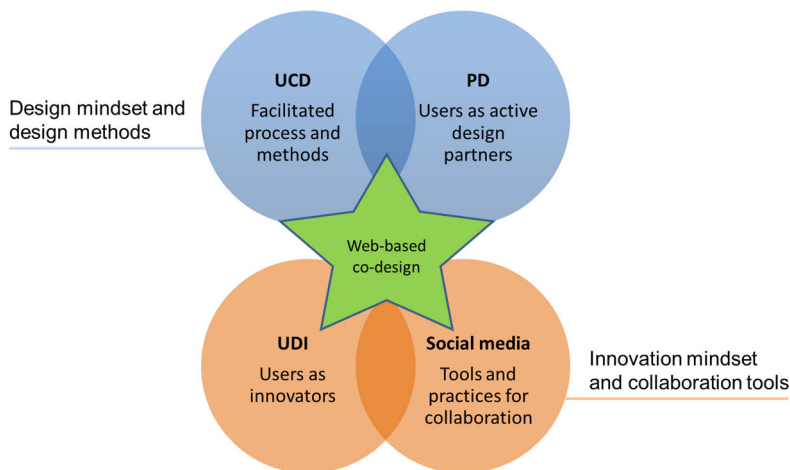 Design mindset and
design methods
UCD
Facilitated
process and
methods
PD
Users as active
design
partners
Web-based
co-design
UDI
Users as
innovators
Social media
Tools and
practices for
collaboration
Innovation mindset
and collaboration tools